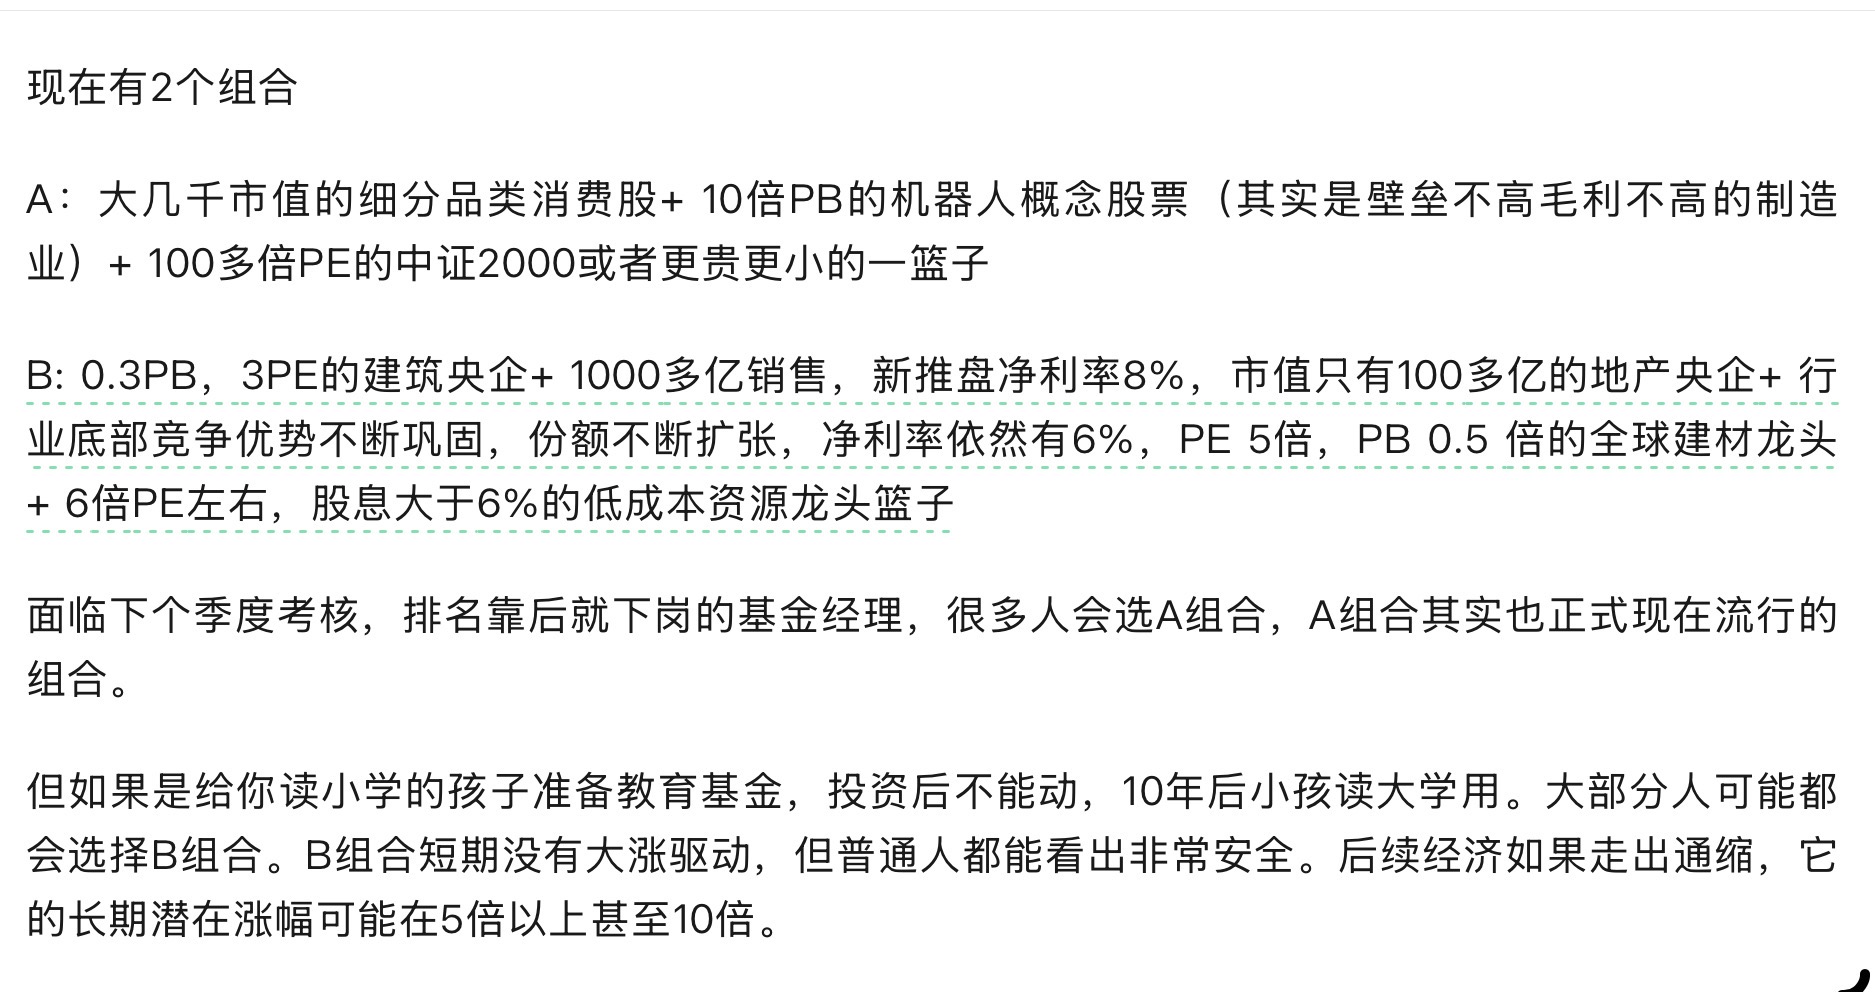 现在有2个组合
A：大几千市值的细分品类消费股+ 10倍PB的机器人概念股票（其实是壁垒不高毛利不高的制造
业）+ 100多倍PE的中证2000或者更贵更小的一篮子
B: 0.3PB，3PE的建筑央企+ 1000多亿销售，新推盘净利率8%，市值只有100多亿的地产央企+ 行
业底部竞争优势不断巩固，份额不断扩张，净利率依然有6%，PE 5倍，PB 0.5 倍的全球建材龙头
+ 6倍PE左右，股息大于6%的低成本资源龙头篮子
面临下个季度考核，排名靠后就下岗的基金经理，很多人会选A组合，A组合其实也正式现在流行的
组合。
但如果是给你读小学的孩子准备教育基金，投资后不能动，10年后小孩读大学用。大部分人可能都
会选择B组合。B组合短期没有大涨驱动，但普通人都能看出非常安全。后续经济如果走出通缩，它
的长期潜在涨幅可能在5倍以上甚至10倍。